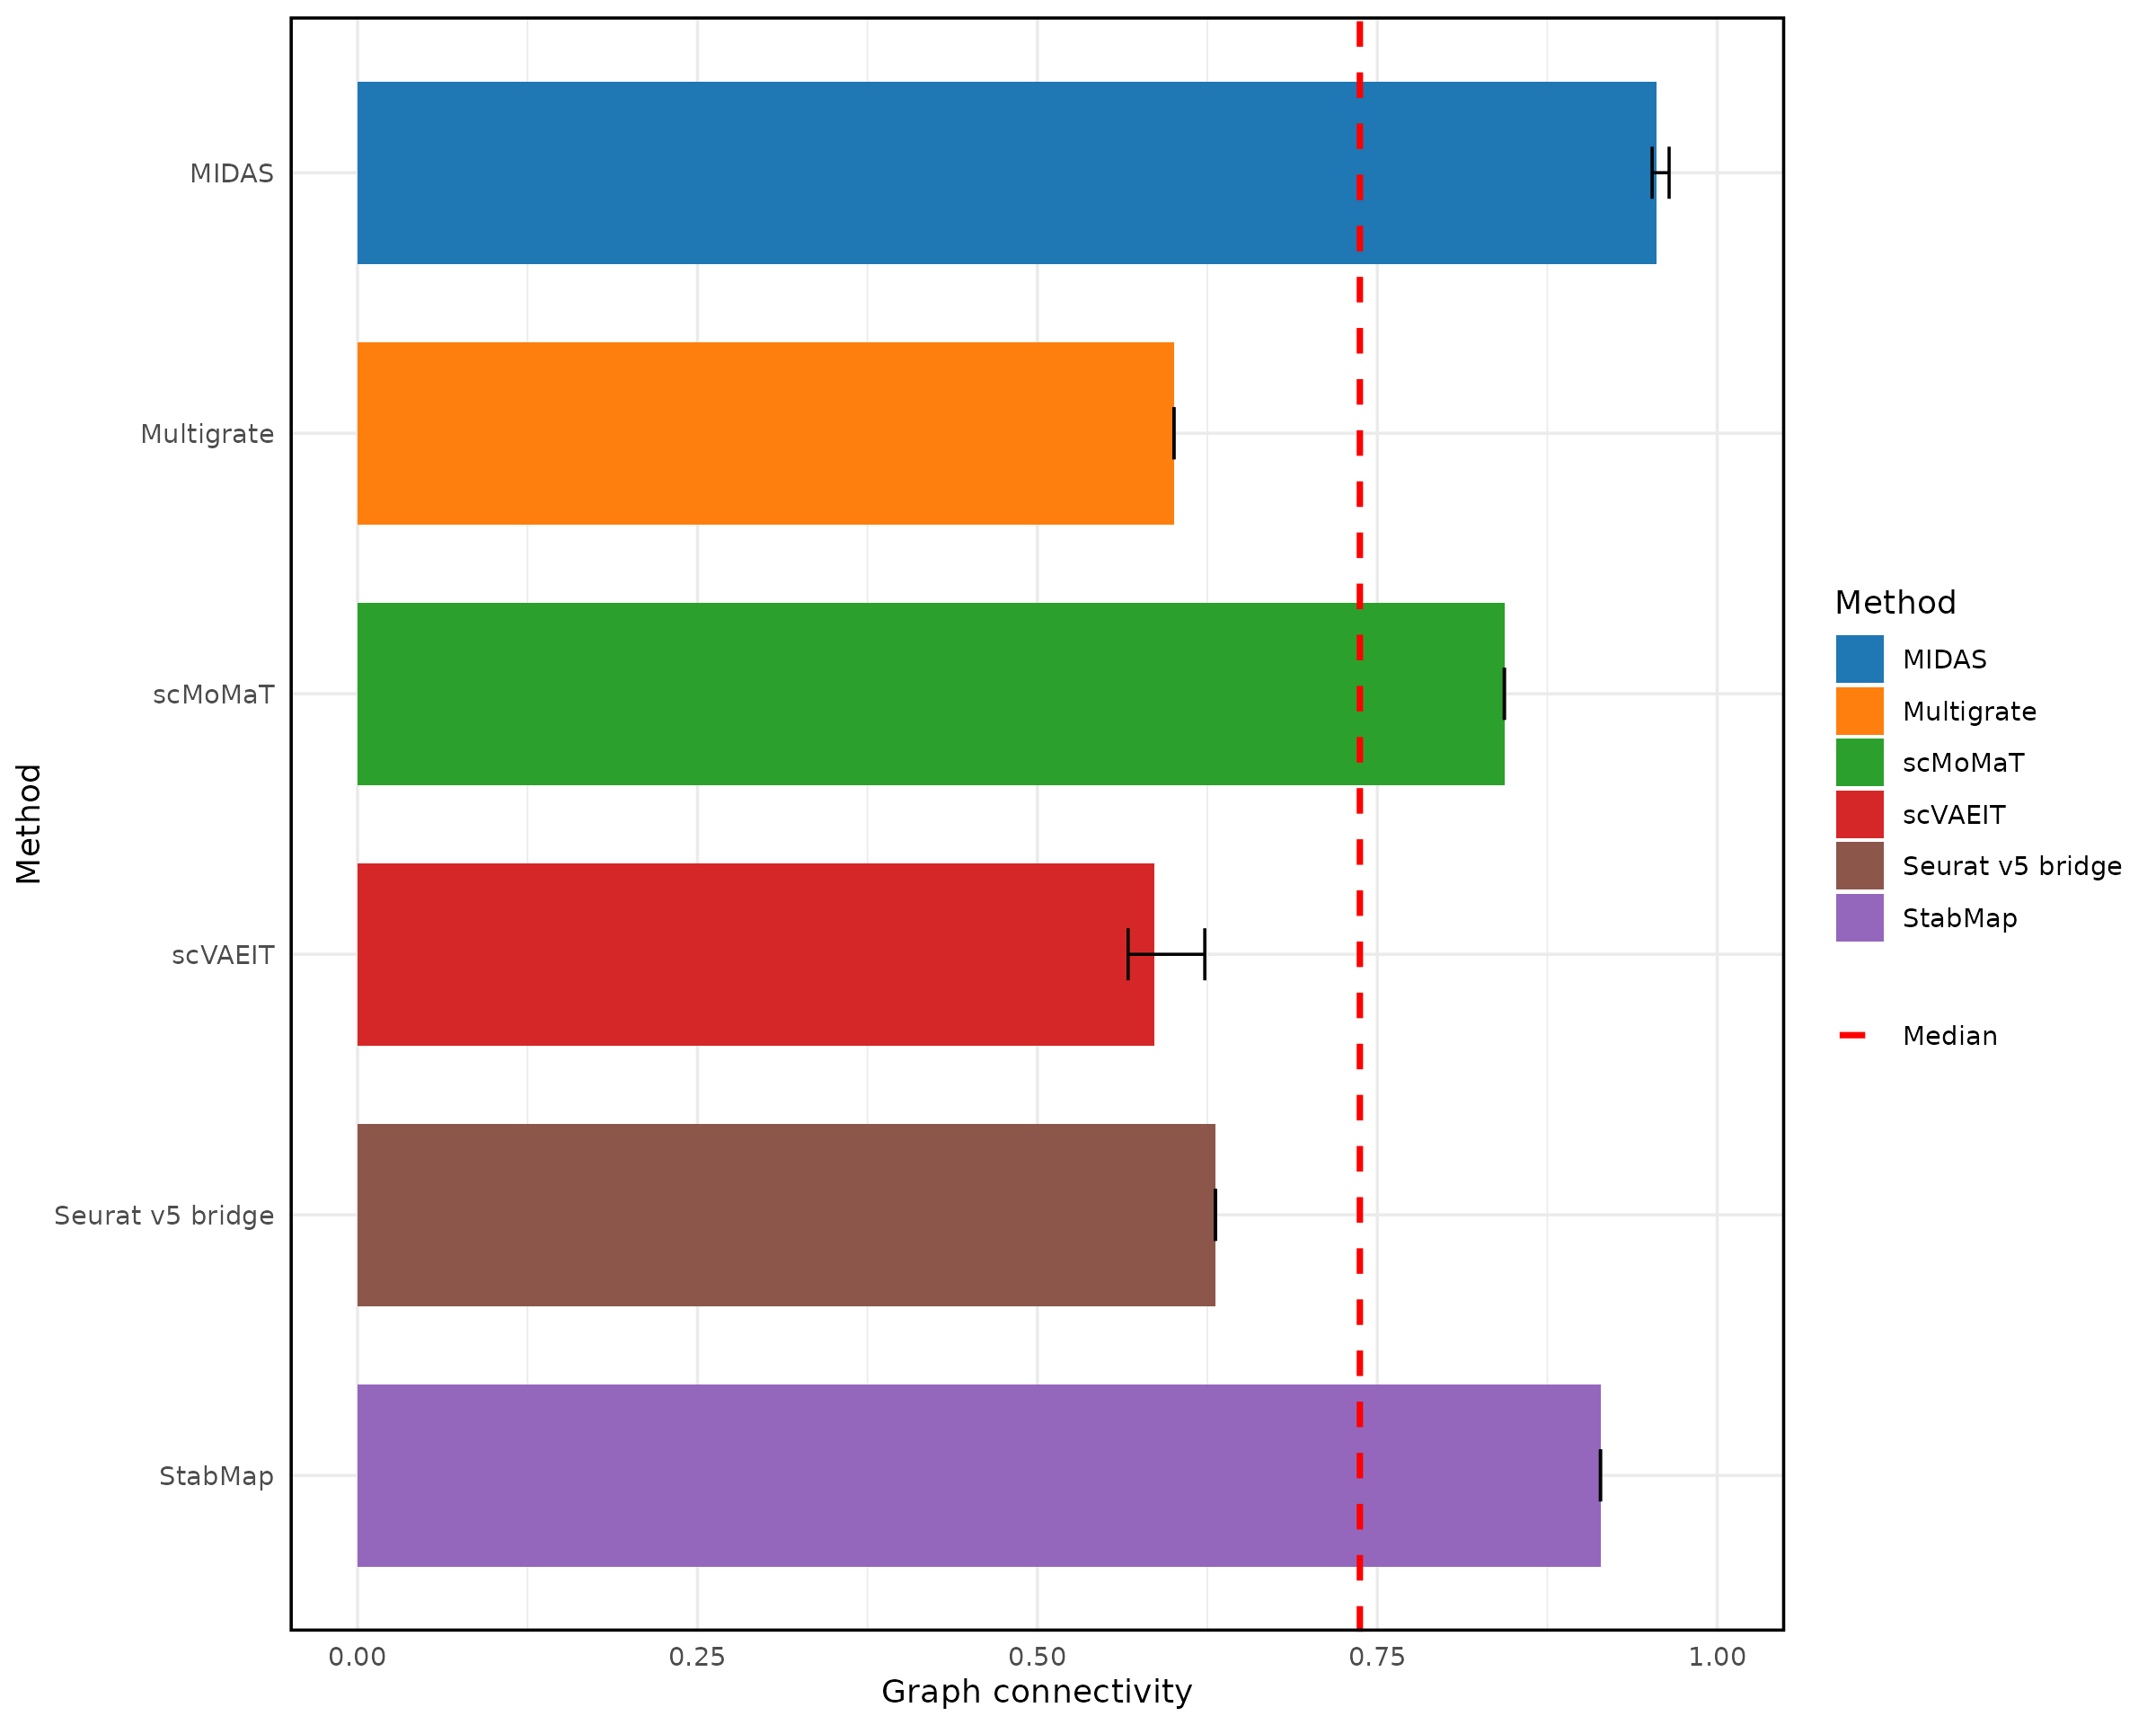 MIDAS
Multigrate
scMoMaT
scVAEIT
Seurat v5 bridge
StabMap
Method
0.00 0.25 0.50 0.75 1.00
Graph connectivity
Method
MIDAS
Multigrate
scMoMaT
scVAEIT
Seurat v5 bridge
StabMap
Median